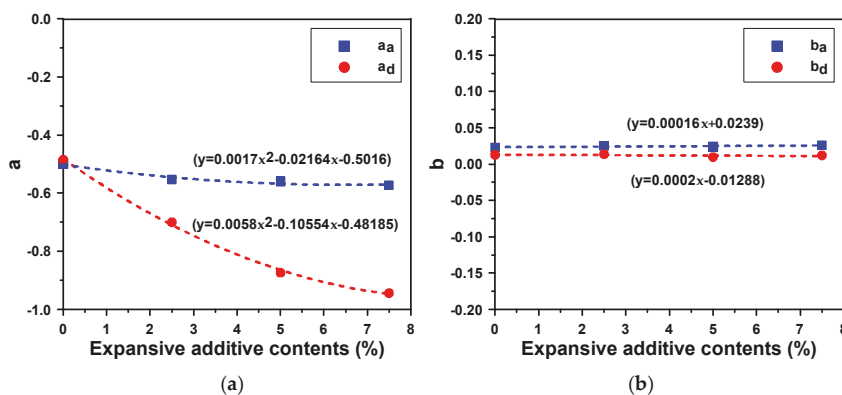 0.0
-0.2
-0.4
-0.6
-0.8
-1.0
a
aa
ad
(y=0.0017x2-0.02164x-0.5016)
(y=0.0058x2-0.10554x-0.48185)
0 1 2 3 4 5 6 7 8
Expansive additive contents (%)
(a)
0.20
0.15
0.10
0.05
0.00
-0.05
-0.10
-0.15
-0.20
b
ba
bd
(y=0.00016x+0.0239)
(y=0.0002x-0.01288)
0 1 2 3 4 5 6 7 8
Expansive additive contents (%)
(b)